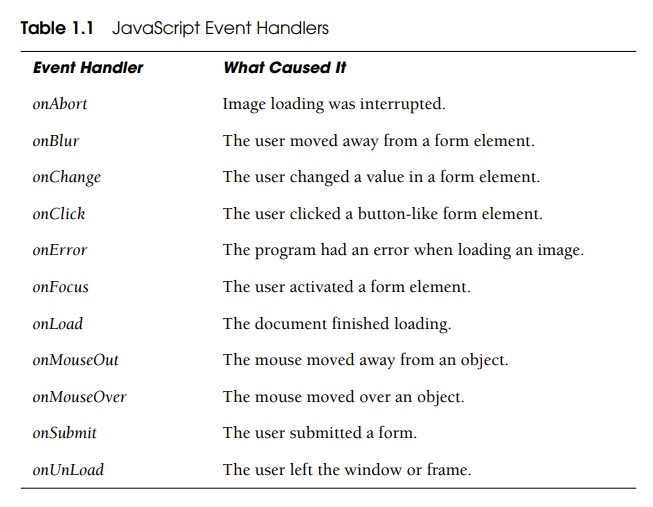 Table 1.1 JavaScript Event Handlers
Event Handler What Caused It
onAbort Image loading was interrupted.
onBlur The user moved away from a form element.
onChange The user changed a value in a form element.
onClick The user clicked a button-like form element.
onError The program had an error when loading an image.
onFocus The user activated a form element.
onLoad The document finished loading.
onMouseOut The mouse moved away from an object.
onMouseOver The mouse moved over an object.
onSubmit The user submitted a form.
onUnLoad The user left the window or frame.